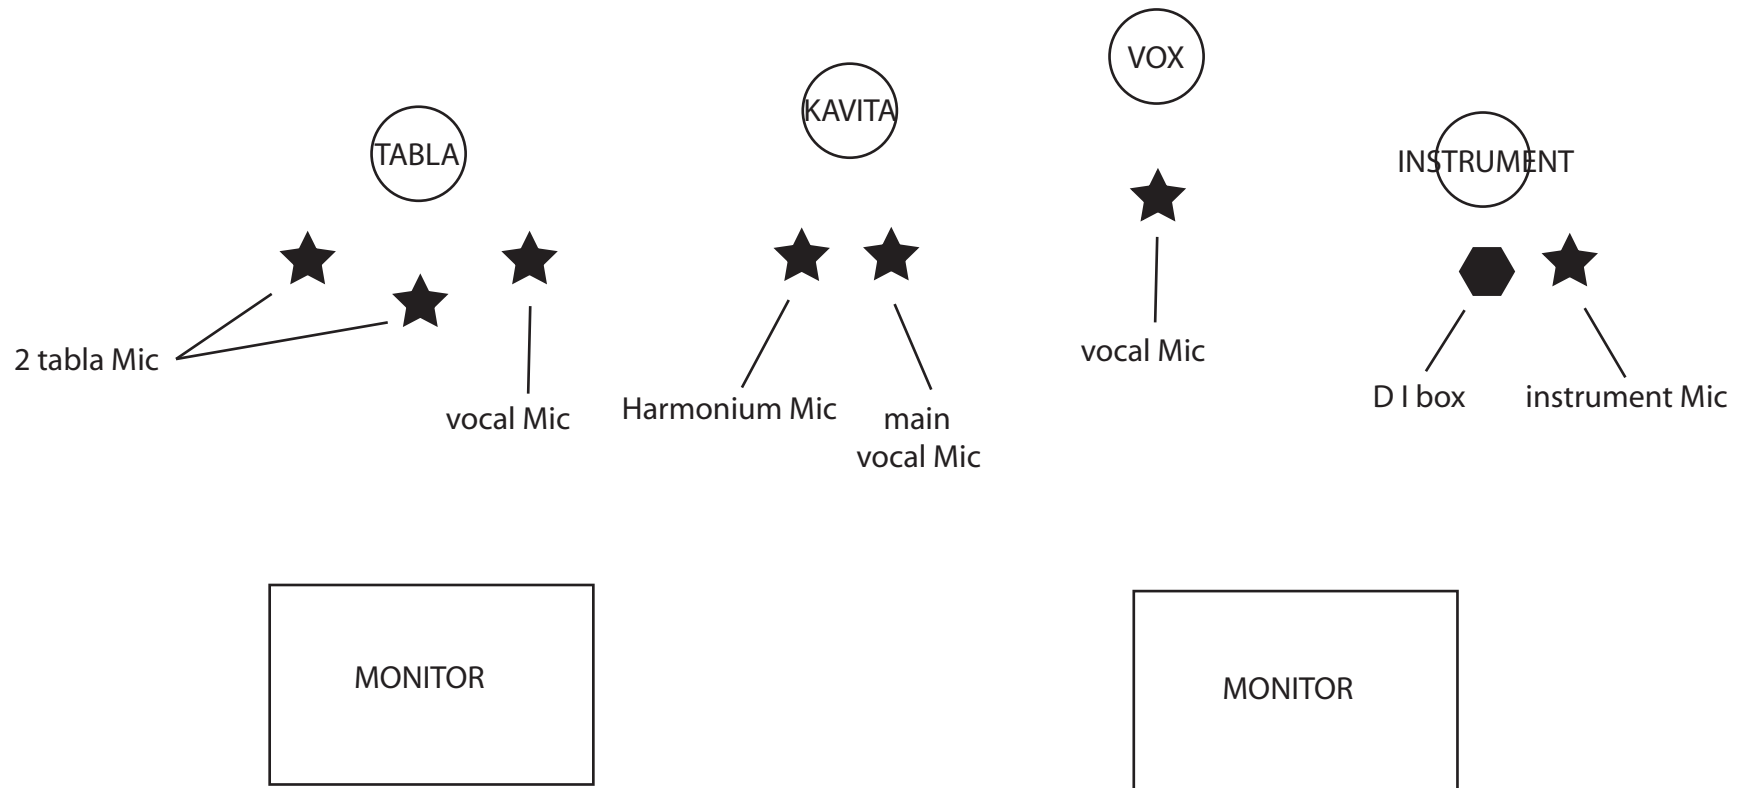 VOX
KAVITA
TABLA
INSTRUMENT
2 tabla Mic
vocal Mic
Harmonium Mic
main
vocal Mic
vocal Mic
D I box
instrument Mic
MONITOR
MONITOR